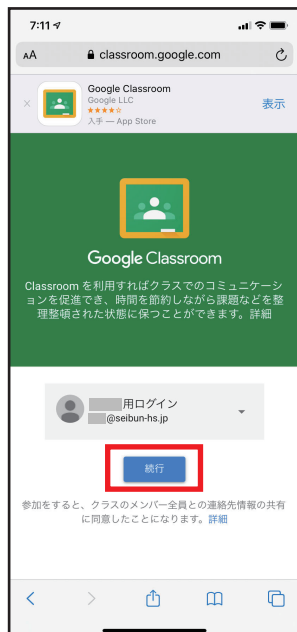 7:11
AA classroom.google.com
Google Classroom
Google LLC
入手 — App Store
表示
Google Classroom
Classroom を利用すればクラスでのコミュニケーシ
ョンを促進でき、時間を節約しながら課題などを整
理整頓された状態に保つことができます。詳細
用ログイン
@seibun-hs.jp
続行
参加をすると、クラスのメンバー全員との連絡先情報の共有
に同意したことになります。詳細